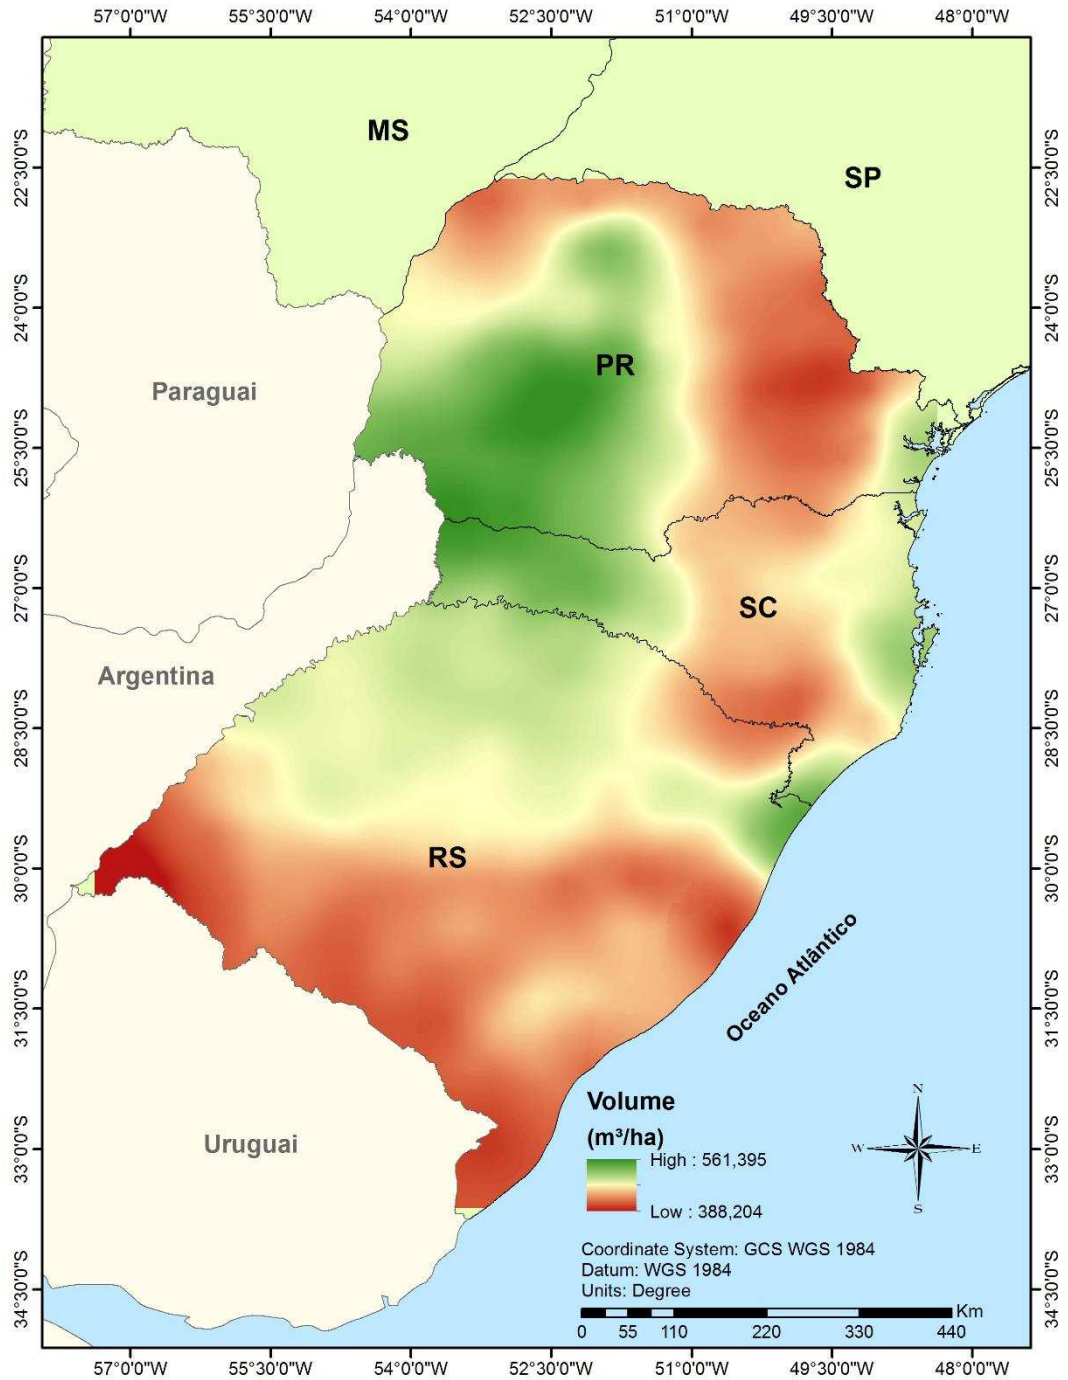 57°0'0"W 55°30'0"W 54°0'0"W 52°30'0"W 51°0'0"W 49°30'0"W 48°0'0"W
MS
SP
22°30'0"S 22°30'0"S
24°0'0"S 24°0'0"S
PR
Paraguai
25°30'0"S 25°30'0"S
27°0'0"S 27°0'0"S
SC
Argentina
28°30'0"S 28°30'0"S
RS
30°0'0"S 30°0'0"S
Oceano Atlântico
31°30'0"S 31°30'0"S
Volume
(m³/ha)
High : 561,395
Low : 388,204
N
W E
S
Uruguai
33°0'0"S 33°0'0"S
Coordinate System: GCS WGS 1984
Datum: WGS 1984
Units: Degree
34°30'0"S 34°30'0"S
Km
0 55 110 220 330 440
57°0'0"W 55°30'0"W 54°0'0"W 52°30'0"W 51°0'0"W 49°30'0"W 48°0'0"W